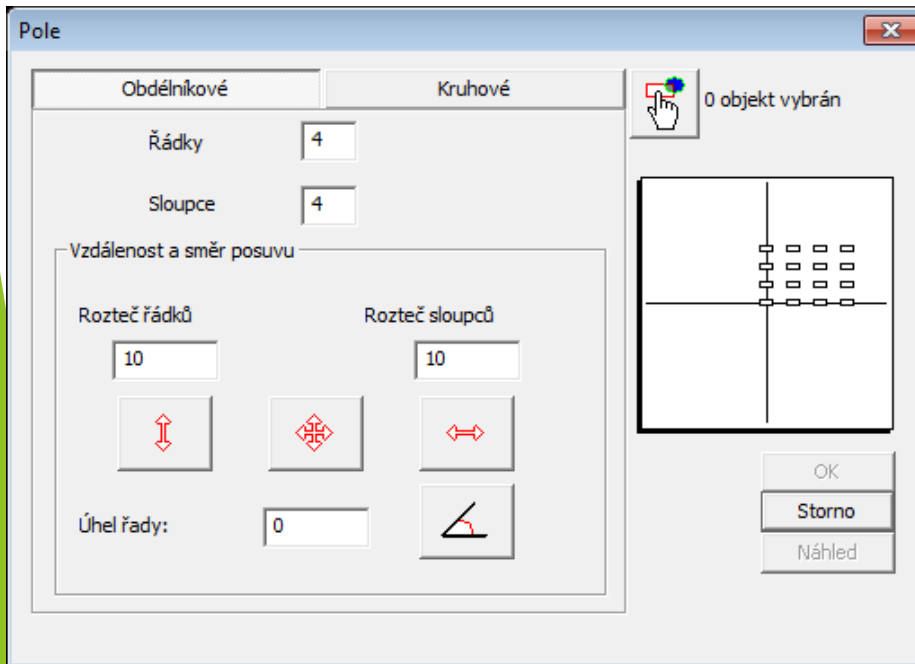 Pole
Obdélníkové Kruhové
0 objekt vybrán
Řádky 4
Sloupce 4
Vzdálenost a směr posuvu
Rozteč řádků Rozteč sloupců
10 10
Úhel řady: 0
OK
Storno
Náhled